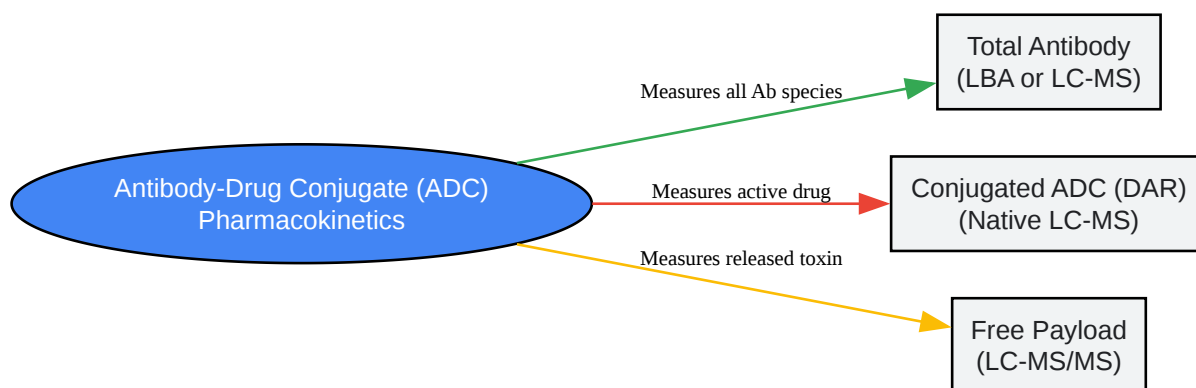 Antibody-Drug Conjugate (ADC)
Pharmacokinetics
Measures all Ab species
Total Antibody
(LBA or LC-MS)
Measures active drug
Conjugated ADC (DAR)
(Native LC-MS)
Measures released toxin
Free Payload
(LC-MS/MS)